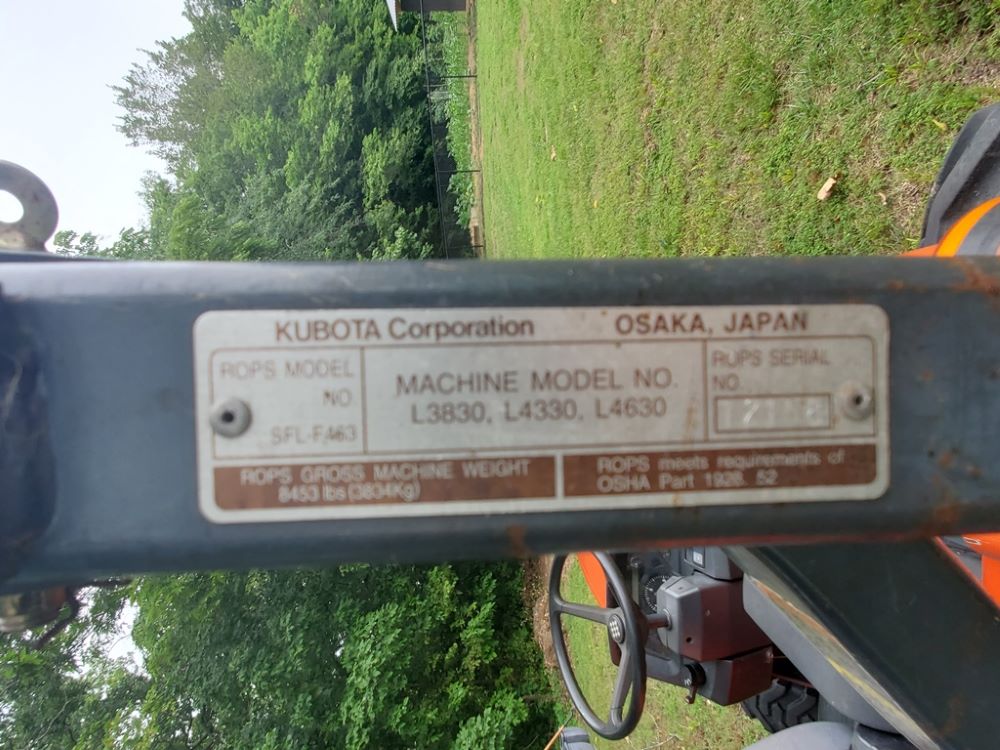 KUBOTA Corporation OSAKA, JAPAN
ROPS MODEL
NO.
SFL-F463
MACHINE MODEL NO.
L3830, L4330, L4630
ROPS SERIAL
NO.
ROPS GROSS MACHINE WEIGHT
8453 lbs (3834Kg)
ROPS meets requirements of
OSHA Part 1928. 52